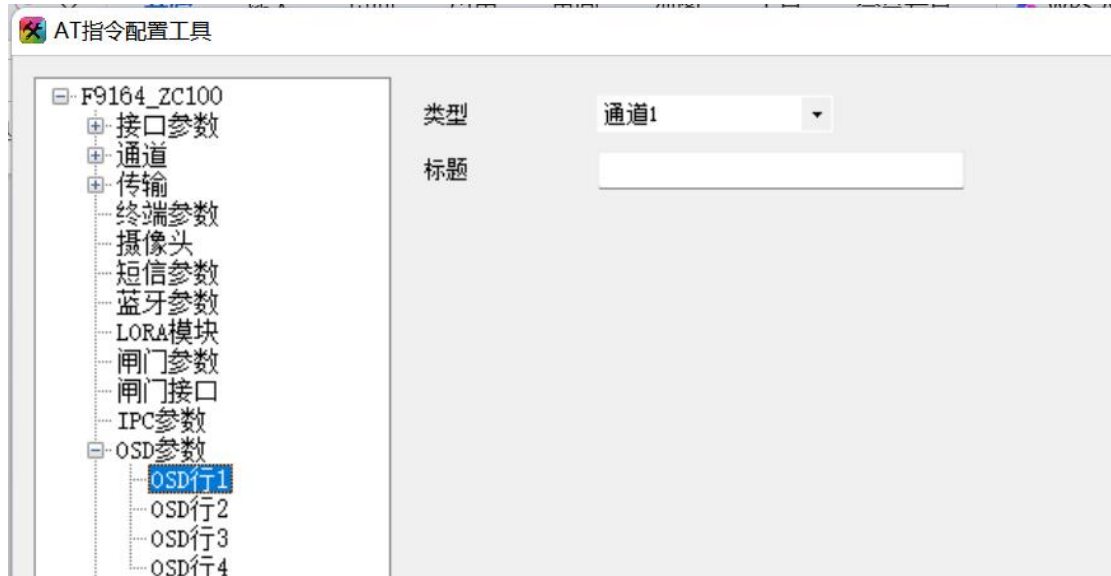 AT指令配置工具
F9164_ZC100
接口参数
通道
传输
终端参数
摄像头
短信参数
蓝牙参数
LORA模块
闸门参数
闸门接口
IPC参数
OSD参数
OSD行1
OSD行2
OSD行3
OSD行4
类型
通道1
标题